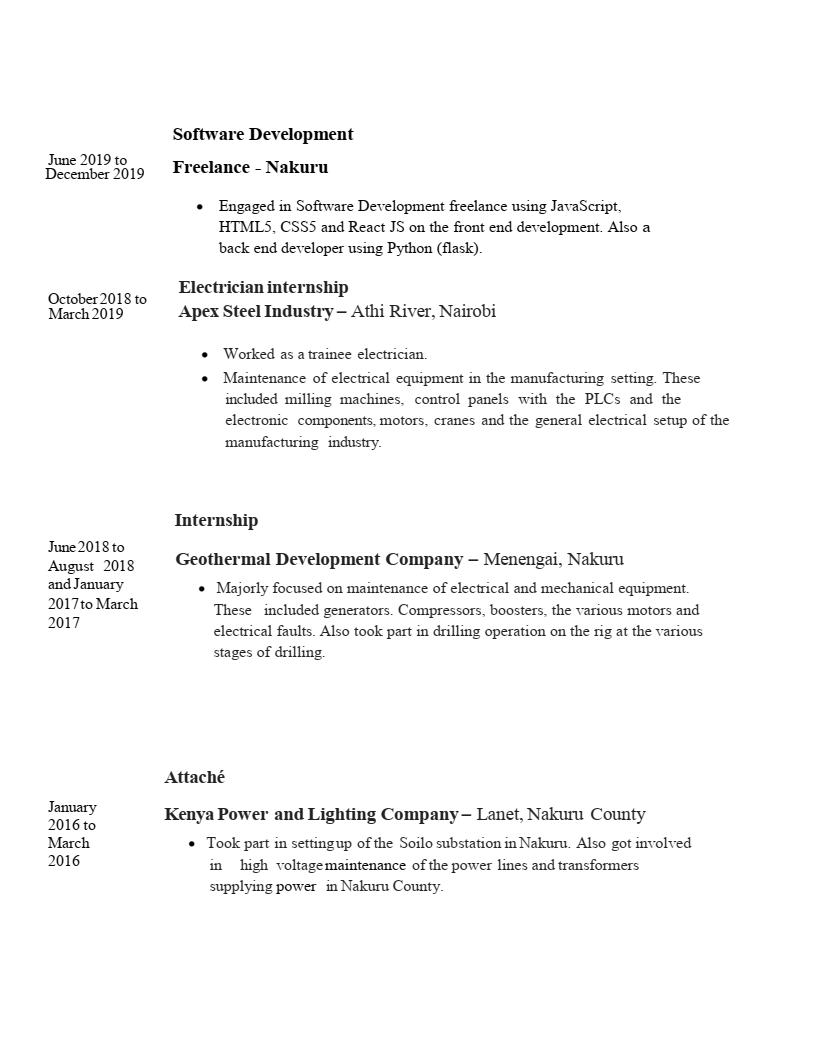 Software Development
June 2019 to
December 2019
Freelance - Nakuru
• Engaged in Software Development freelance using JavaScript,
HTML5, CSS5 and React JS on the front end development. Also a
back end developer using Python (flask).
Electrician internship
October 2018 to
March 2019
Apex Steel Industry – Athi River, Nairobi
• Worked as a trainee electrician.
• Maintenance of electrical equipment in the manufacturing setting. These
included milling machines, control panels with the PLCs and the
electronic components, motors, cranes and the general electrical setup of the
manufacturing industry.
Internship
June 2018 to
August 2018
and January
2017 to March
2017
Geothermal Development Company – Menengai, Nakuru
• Majorly focused on maintenance of electrical and mechanical equipment.
These included generators. Compressors, boosters, the various motors and
electrical faults. Also took part in drilling operation on the rig at the various
stages of drilling.
Attaché
January
2016 to
March
2016
Kenya Power and Lighting Company – Lanet, Nakuru County
• Took part in setting up of the Soilo substation in Nakuru. Also got involved
in high voltage maintenance of the power lines and transformers
supplying power in Nakuru County.